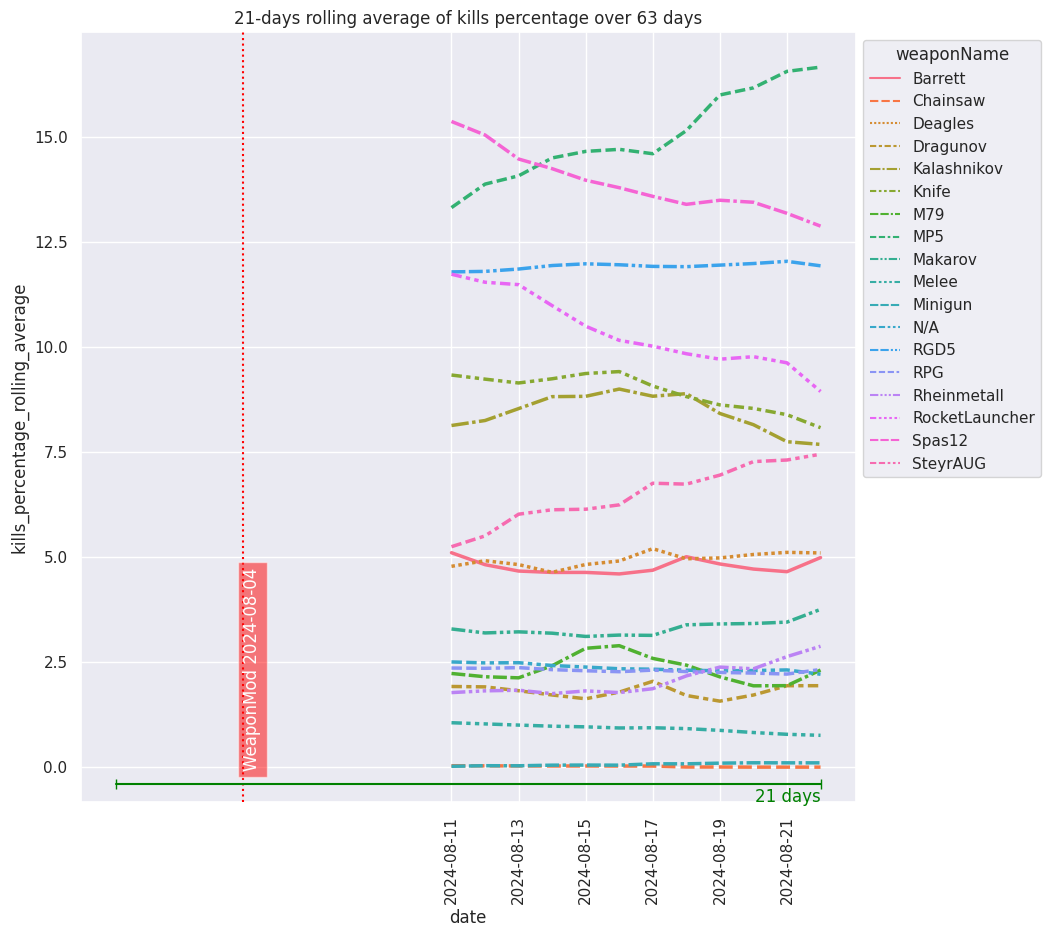 21-days rolling average of kills percentage over 63 days
kills_percentage_rolling_average
15.0
12.5
10.0
7.5
5.0
2.5
0.0
WeaponMod 2024-08-04
21 days
2024-08-11
2024-08-13
2024-08-15
2024-08-17
2024-08-19
2024-08-21
date
weaponName
Barrett
Chainsaw
Deagles
Dragunov
Kalashnikov
Knife
M79
MP5
Makarov
Melee
Minigun
N/A
RGD5
RPG
Rheinmetall
RocketLauncher
Spas12
SteyrAUG